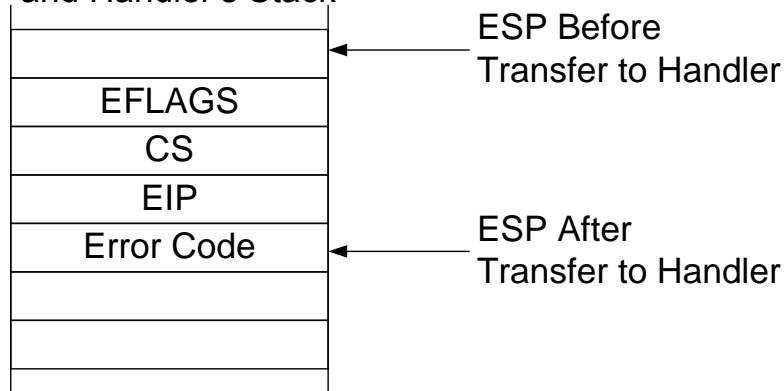 and Handler's Stack
ESP Before
Transfer to Handler
EFLAGS
CS
EIP
Error Code
ESP After
Transfer to Handler